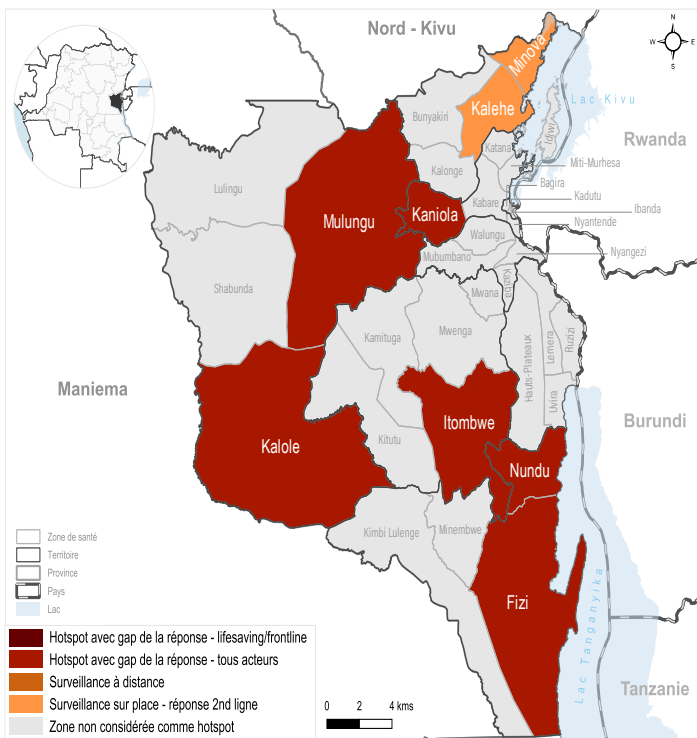 Nord - Kivu
N
W
E
S
Minova
Kalehe
Lac Kivu
Bunyakiri
Idjwi
Rwanda
Katana
Miti-Murhesa
Kalonge
Bagira
Lulingu
Kadutu
Kabare
Ibanda
Mulungu
Kaniola
Nyantende
Walungu
Nyangezi
Mubumbano
Kaziba
Shabunda
Mwana
Kamituga
Mwenga
Hauts-Plateaux
Lemera
Ruzizi
Maniema
Uvira
Burundi
Itombwe
Kalole
Kitutu
Nundu
Kimbi Lulenge
Minembwe
Fizi
Lac Tanganyika
Tanzanie
Zone de santé
Territoire
Province
Pays
Lac
Hotspot avec gap de la réponse - lifesaving/frontline
Hotspot avec gap de la réponse - tous acteurs
Surveillance à distance
Surveillance sur place - réponse 2nd ligne
Zone non considérée comme hotspot
0 2 4 kms